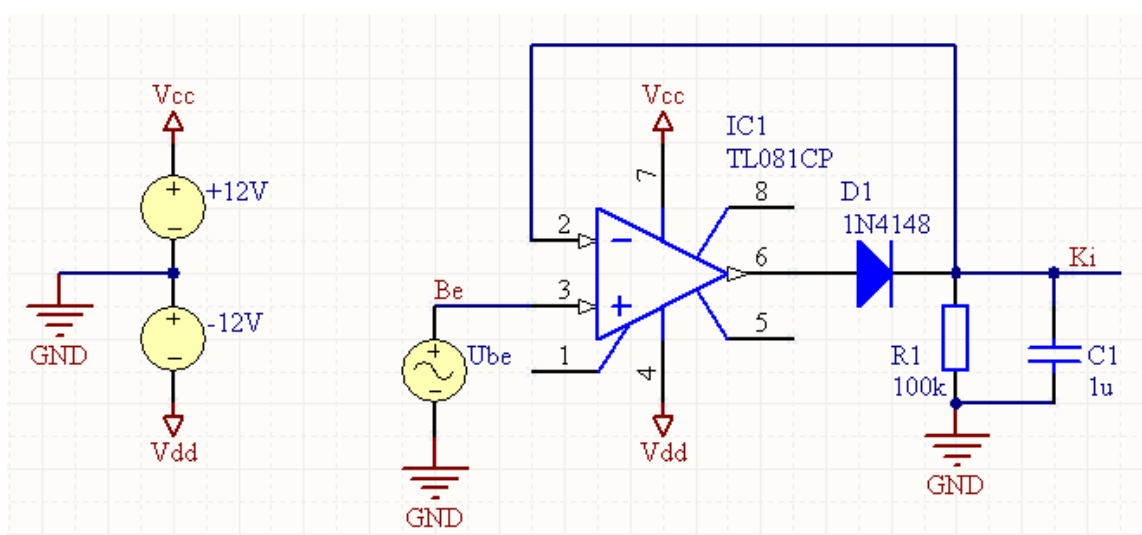 Vcc
+12V
GND
-12V
Vdd
Vcc
IC1
TL081CP
7
8
2
6
3
1
5
4
Be
Ube
GND
Vdd
D1
1N4148
Ki
R1
100k
C1
1u
GND